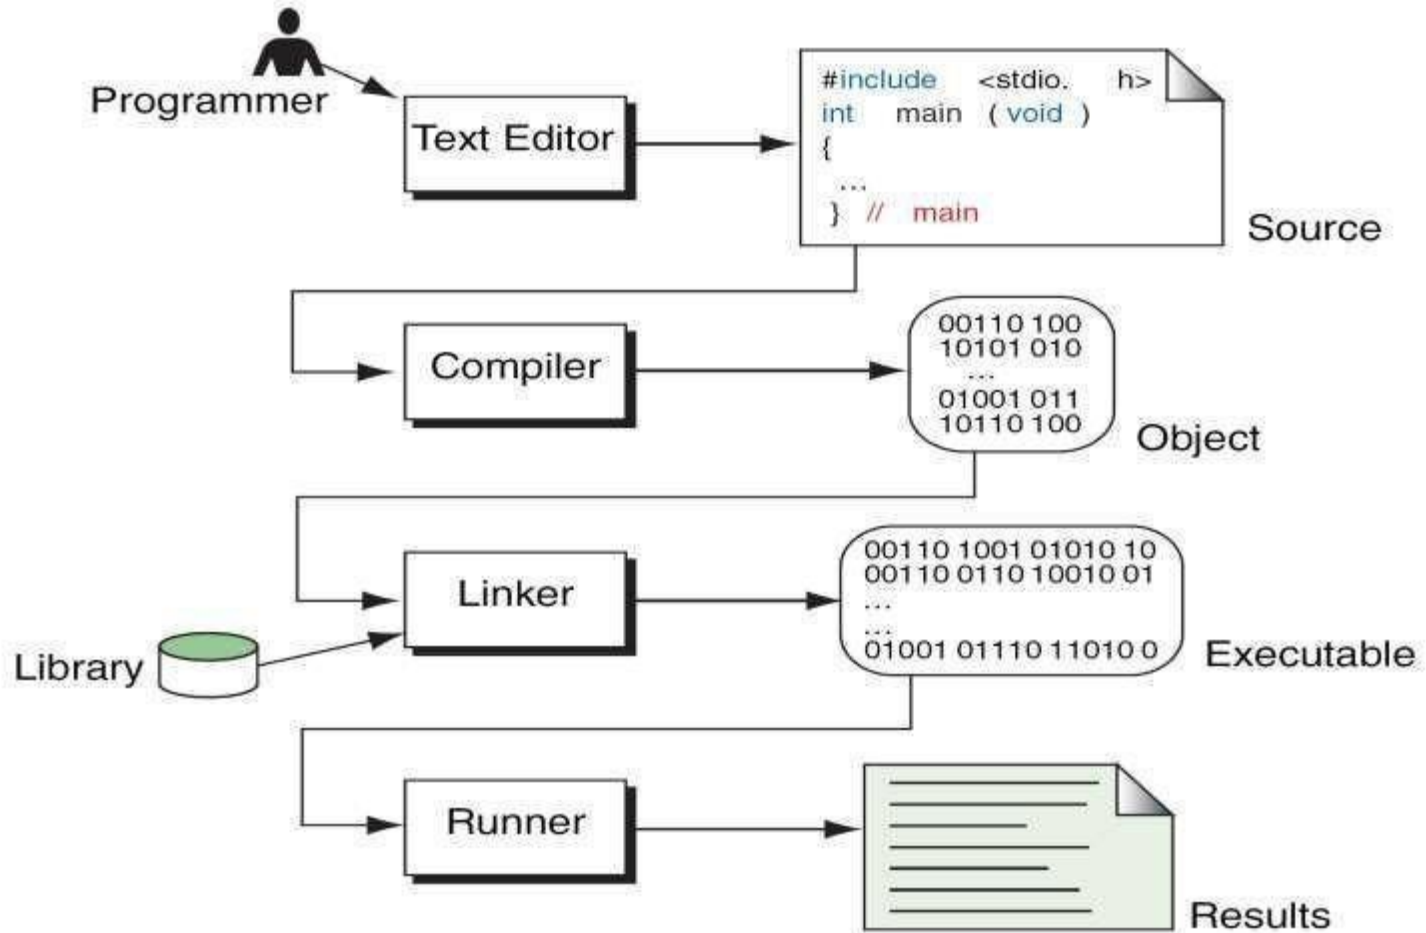 Programmer
Text Editor
#include <stdio. h>
int main ( void )
{
...
} // main
Source
Compiler
00110 100
10101 010
...
01001 011
10110 100
Object
Linker
Library
00110 1001 01010 10
00110 0110 10010 01
...
...
01001 01110 11010 0
Executable
Runner
Results